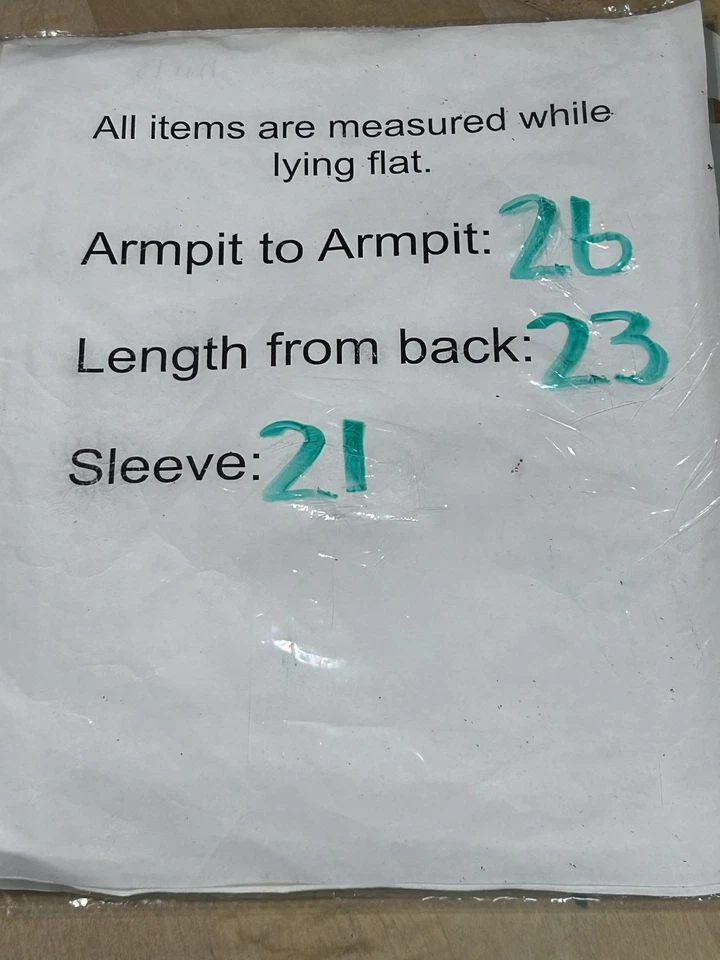 All items are measured while
lying flat.
Armpit to Armpit: 26
Length from back: 23
Sleeve: 21